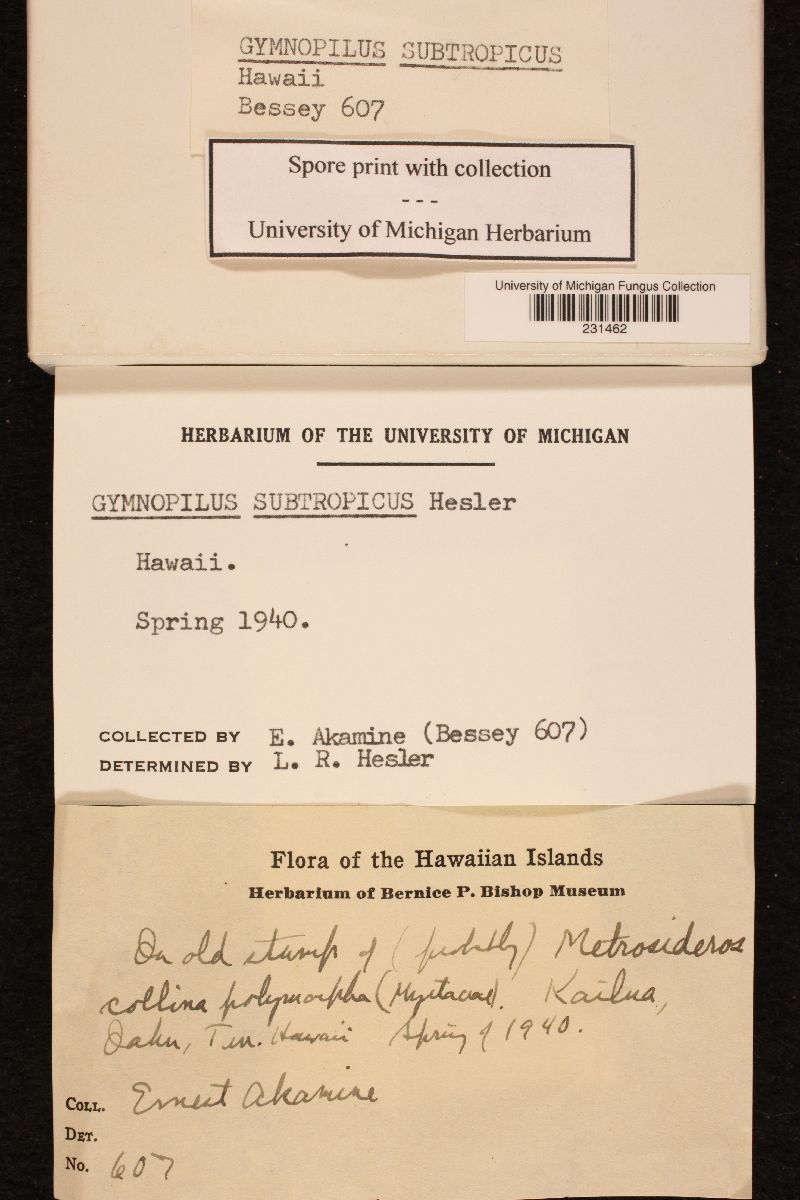 GYMNOPILUS SUBTROPICUS
Hawaii
Bessey 607
Spore print with collection
---
University of Michigan Herbarium
University of Michigan Fungus Collection
231462
HERBARIUM OF THE UNIVERSITY OF MICHIGAN
GYMNOPILUS SUBTROPICUS Hesler
Hawaii.
Spring 1940.
COLLECTED BY E. Akamine (Bessey 607)
DETERMINED BY L. R. Hesler
Flora of the Hawaiian Islands
Herbarium of Bernice P. Bishop Museum
On old stump of (probably) Metrosideros
collina polymorpha (Myrtaceae). Kailua,
Oahu, Terr. Hawaii Spring of 1940.
COLL. Ernest Akamine
DET.
No. 607